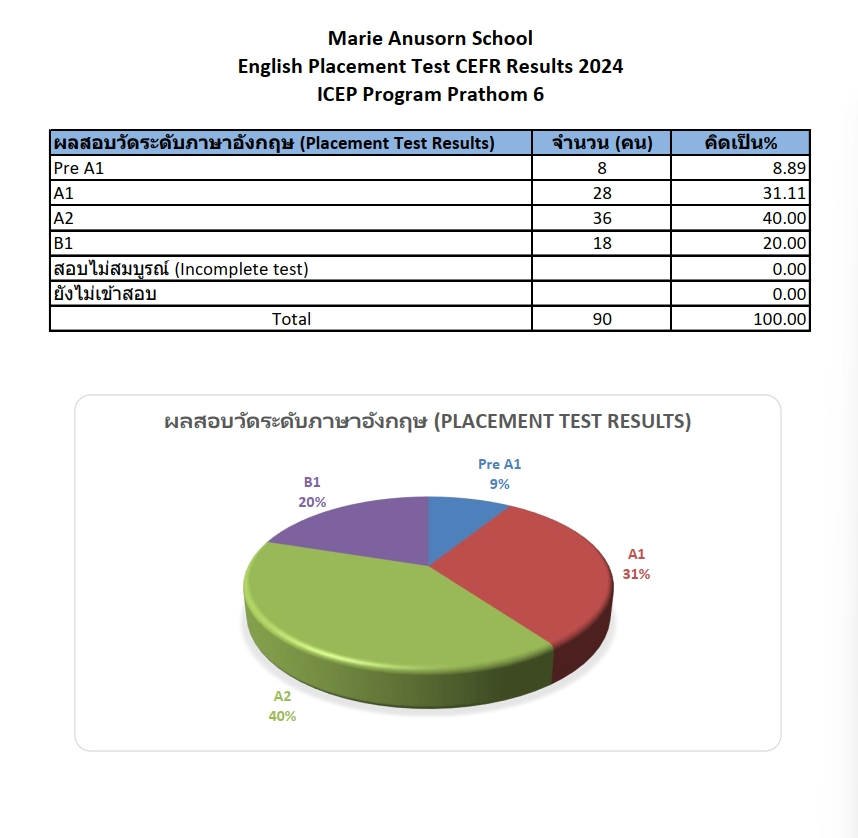 Marie Anusorn School
English Placement Test CEFR Results 2024
ICEP Program Prathom 6
ผลสอบวัดระดับภาษาอังกฤษ (Placement Test Results) จำนวน (คน) คิดเป็น%
Pre A1 8 8.89
A1 28 31.11
A2 36 40.00
B1 18 20.00
สอบไม่สมบูรณ์ (Incomplete test) 0.00
ยังไม่เข้าสอบ 0.00
Total 90 100.00
ผลสอบวัดระดับภาษาอังกฤษ (PLACEMENT TEST RESULTS)
Pre A1
9%
B1
20%
A1
31%
A2
40%